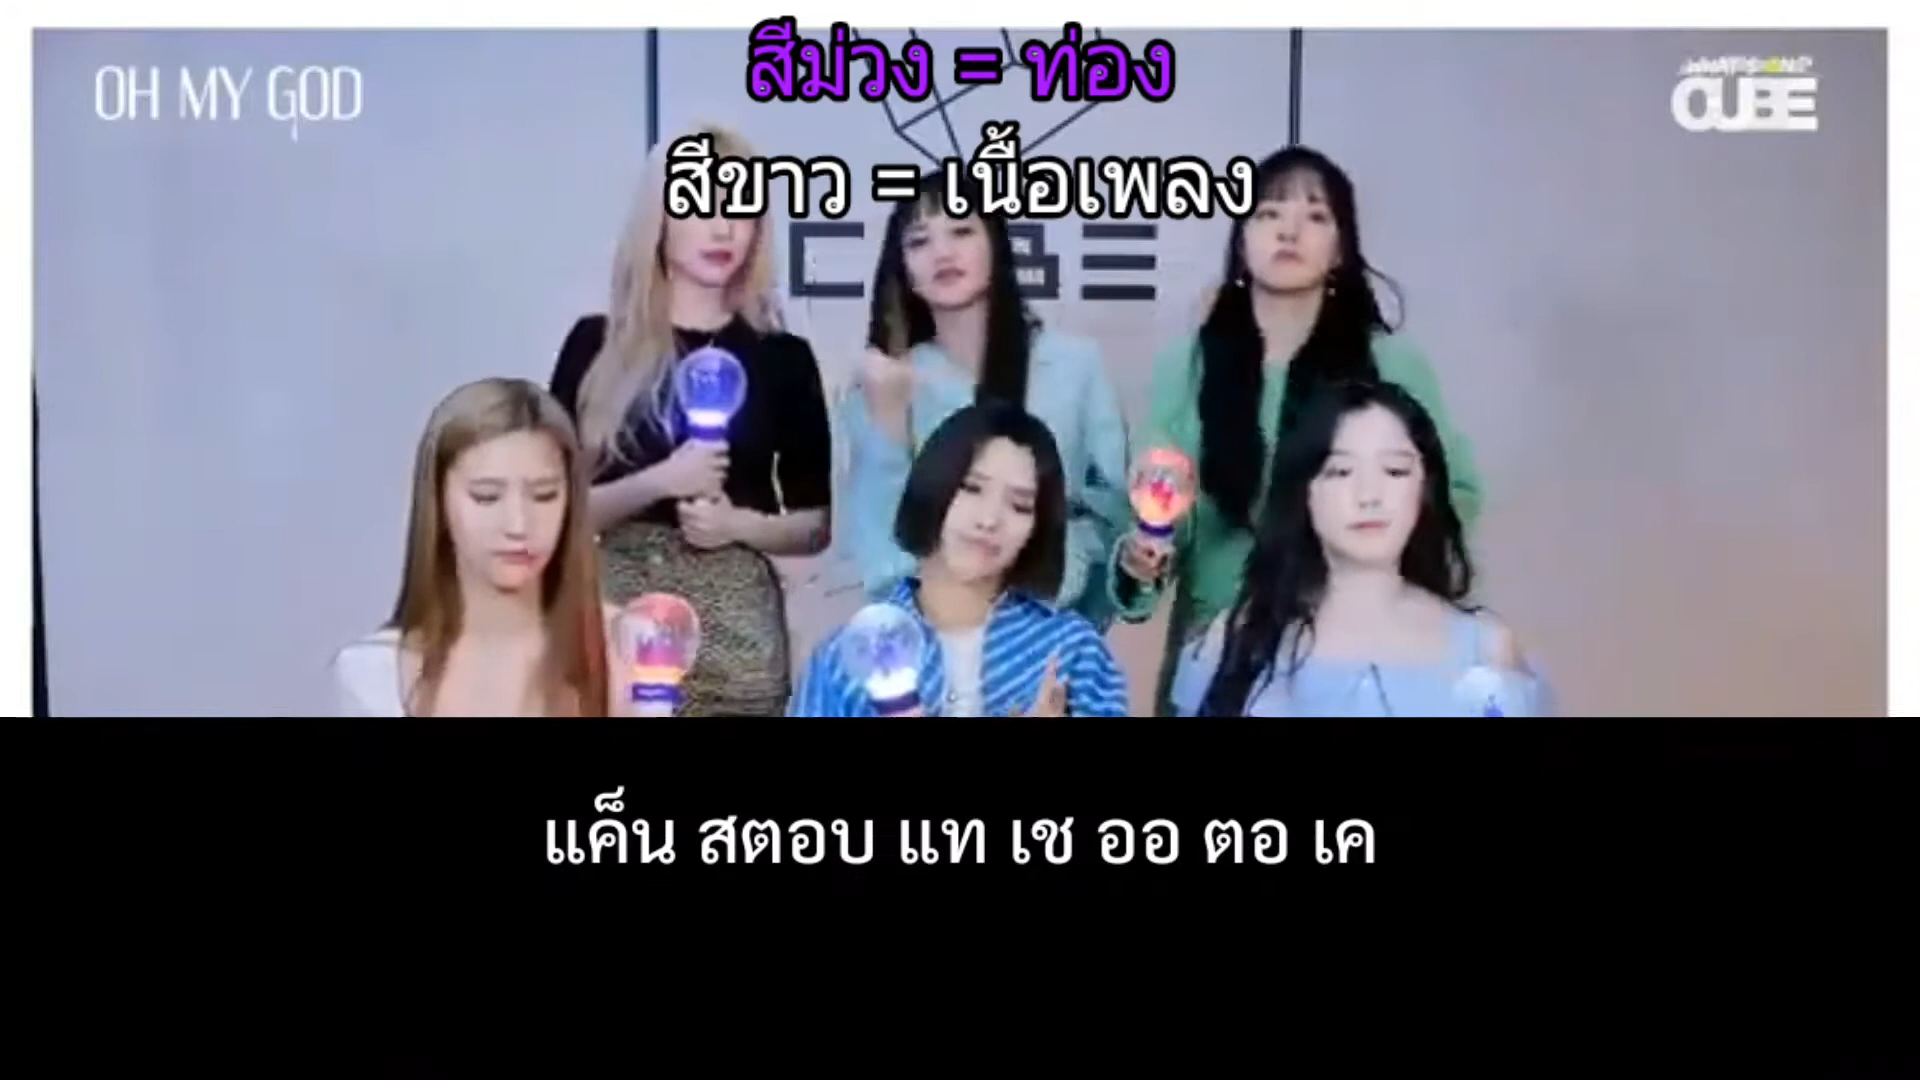 สีม่วง = ท่อง
OH MY GOD
WHAT'S ON?
CUBE
สีขาว = เนื้อเพลง
แค็น สตอบ แท เช ออ ตอ เค